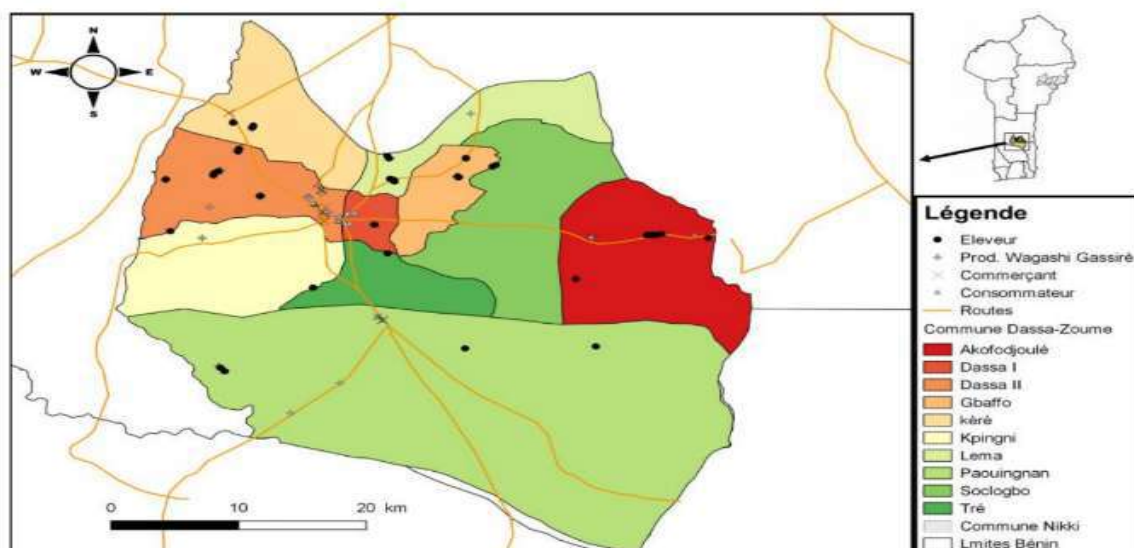 N
W E
S
0 10 20 km
Légende
Eleveur
Prod. Wagashi Gassirè
Commerçant
Consommateur
Routes
Commune Dassa-Zoume
Akofodjoulé
Dassa I
Dassa II
Gbaffo
kèrè
Kpingni
Lema
Paouingnan
Soclogbo
Tré
Commune Nikki
Lmites Bénin